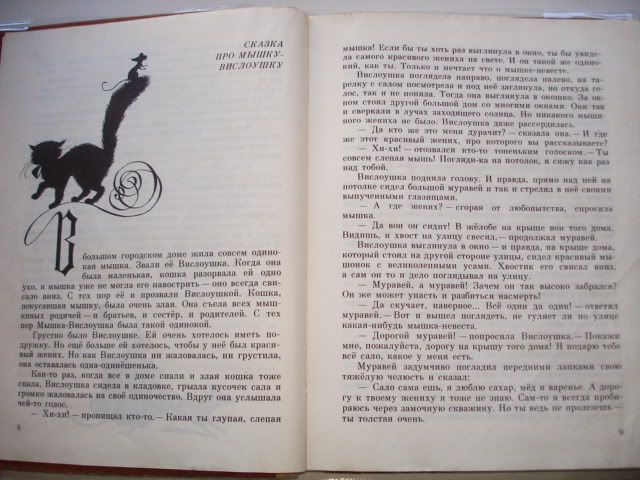 СКАЗКА
ПРО МЫШКУ-
ВИСЛОУШКУ
В
большом городском доме жила совсем одино-
кая мышка. Звали её Вислоушка. Когда она
была маленькая, кошка разорвала ей одно
ухо, и мышка уже не могла его навострить — оно всегда сви-
сало вниз. С тех пор её и прозвали Вислоушкой. Кошка,
покусавшая мышку, была очень злая. Она съела всех мыш-
киных родичей — и братьев, и сестёр, и родителей. С тех
пор Мышка-Вислоушка была такой одинокой.
Грустно было Вислоушке. Ей очень хотелось иметь по-
дружку. Но ещё больше ей хотелось, чтобы у неё был краси-
вый жених. Но как Вислоушка ни жаловалась, ни грустила,
она оставалась одна-одинёшенька.
Как-то раз, когда все в доме спали и злая кошка тоже
спала, Вислоушка сидела в кладовке, грызла кусочек сала и
громко жаловалась на своё одиночество. Вдруг она услышала
чей-то голос.
— Хи-хи! — пропищал кто-то. — Какая ты глупая, слепая
8
мышка! Если бы ты хоть раз выглянула в окно, ты бы увиде-
ла самого красивого жениха на свете. И он такой же одино-
кий, как ты. Только и мечтает что о мышке-невесте.
Вислоушка поглядела направо, поглядела налево, на та-
релку с салом посмотрела и под неё заглянула, но откуда го-
лос, так и не поняла. Тогда она выглянула в окошко. За ок-
ном стоял другой большой дом со многими окнами. Они так
и сверкали в лучах заходящего солнца. Но никакого мыши-
ного жениха не было. Вислоушка даже рассердилась.
— Да кто же это меня дурачит? — сказала она. — И где
же этот красивый жених, про которого вы рассказываете?
— Хи-хи! — отозвался кто-то тоненьким голоском. — Ты
совсем слепая мышь! Погляди-ка на потолок, я сижу как раз
над тобой.
Вислоушка подняла голову. И правда, прямо над ней на
потолке сидел большой муравей и так и стрелял в неё своими
выпученными глазищами.
— А где жених? — сгорая от любопытства, спросила
мышка.
— Да вон он сидит! В жёлобе на крыше вон того дома.
Видишь, и хвост на улицу свесил, — продолжал муравей.
Вислоушка выглянула в окно — и правда, на крыше дома,
который стоял на другой стороне улицы, сидел красивый мы-
шонок с великолепными усами. Хвостик его свисал вниз,
а сам он то и дело поглядывал на улицу.
— Муравей, а муравей! Зачем он так высоко забрался?
Он же может упасть и разбиться насмерть!
— Да скучает, наверное... Всё один да один! — ответил
муравей. — Вот и вышел поглядеть, не гуляет ли по улице
какая-нибудь мышка-невеста.
— Дорогой муравей! — попросила Вислоушка. — Покажи
мне, пожалуйста, дорогу на крышу того дома! Я подарю тебе
всё сало, какое у меня есть.
Муравей задумчиво погладил передними лапками свою
тяжёлую челюсть и сказал:
— Сало сама ешь, я люблю сахар, мёд и варенье. А доро-
гу к твоему жениху я тоже не знаю. Сам-то я всегда проби-
раюсь через замочную скважину. Но ты ведь не пролезешь —
ты толстая очень.
9